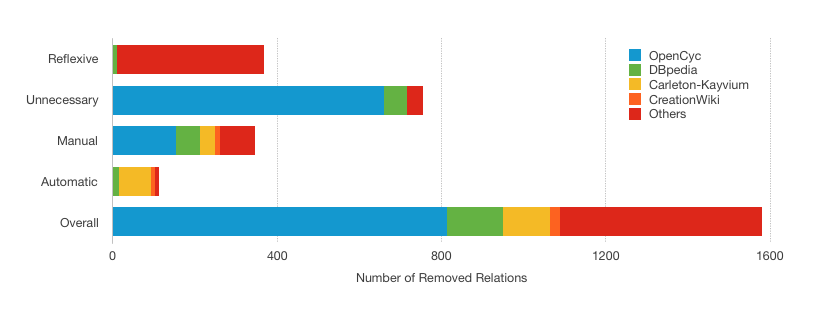 Reflexive
Unnecessary
Manual
Automatic
Overall
OpenCyc
DBpedia
Carleton-Kayvium
CreationWiki
Others
0 400 800 1200 1600
Number of Removed Relations